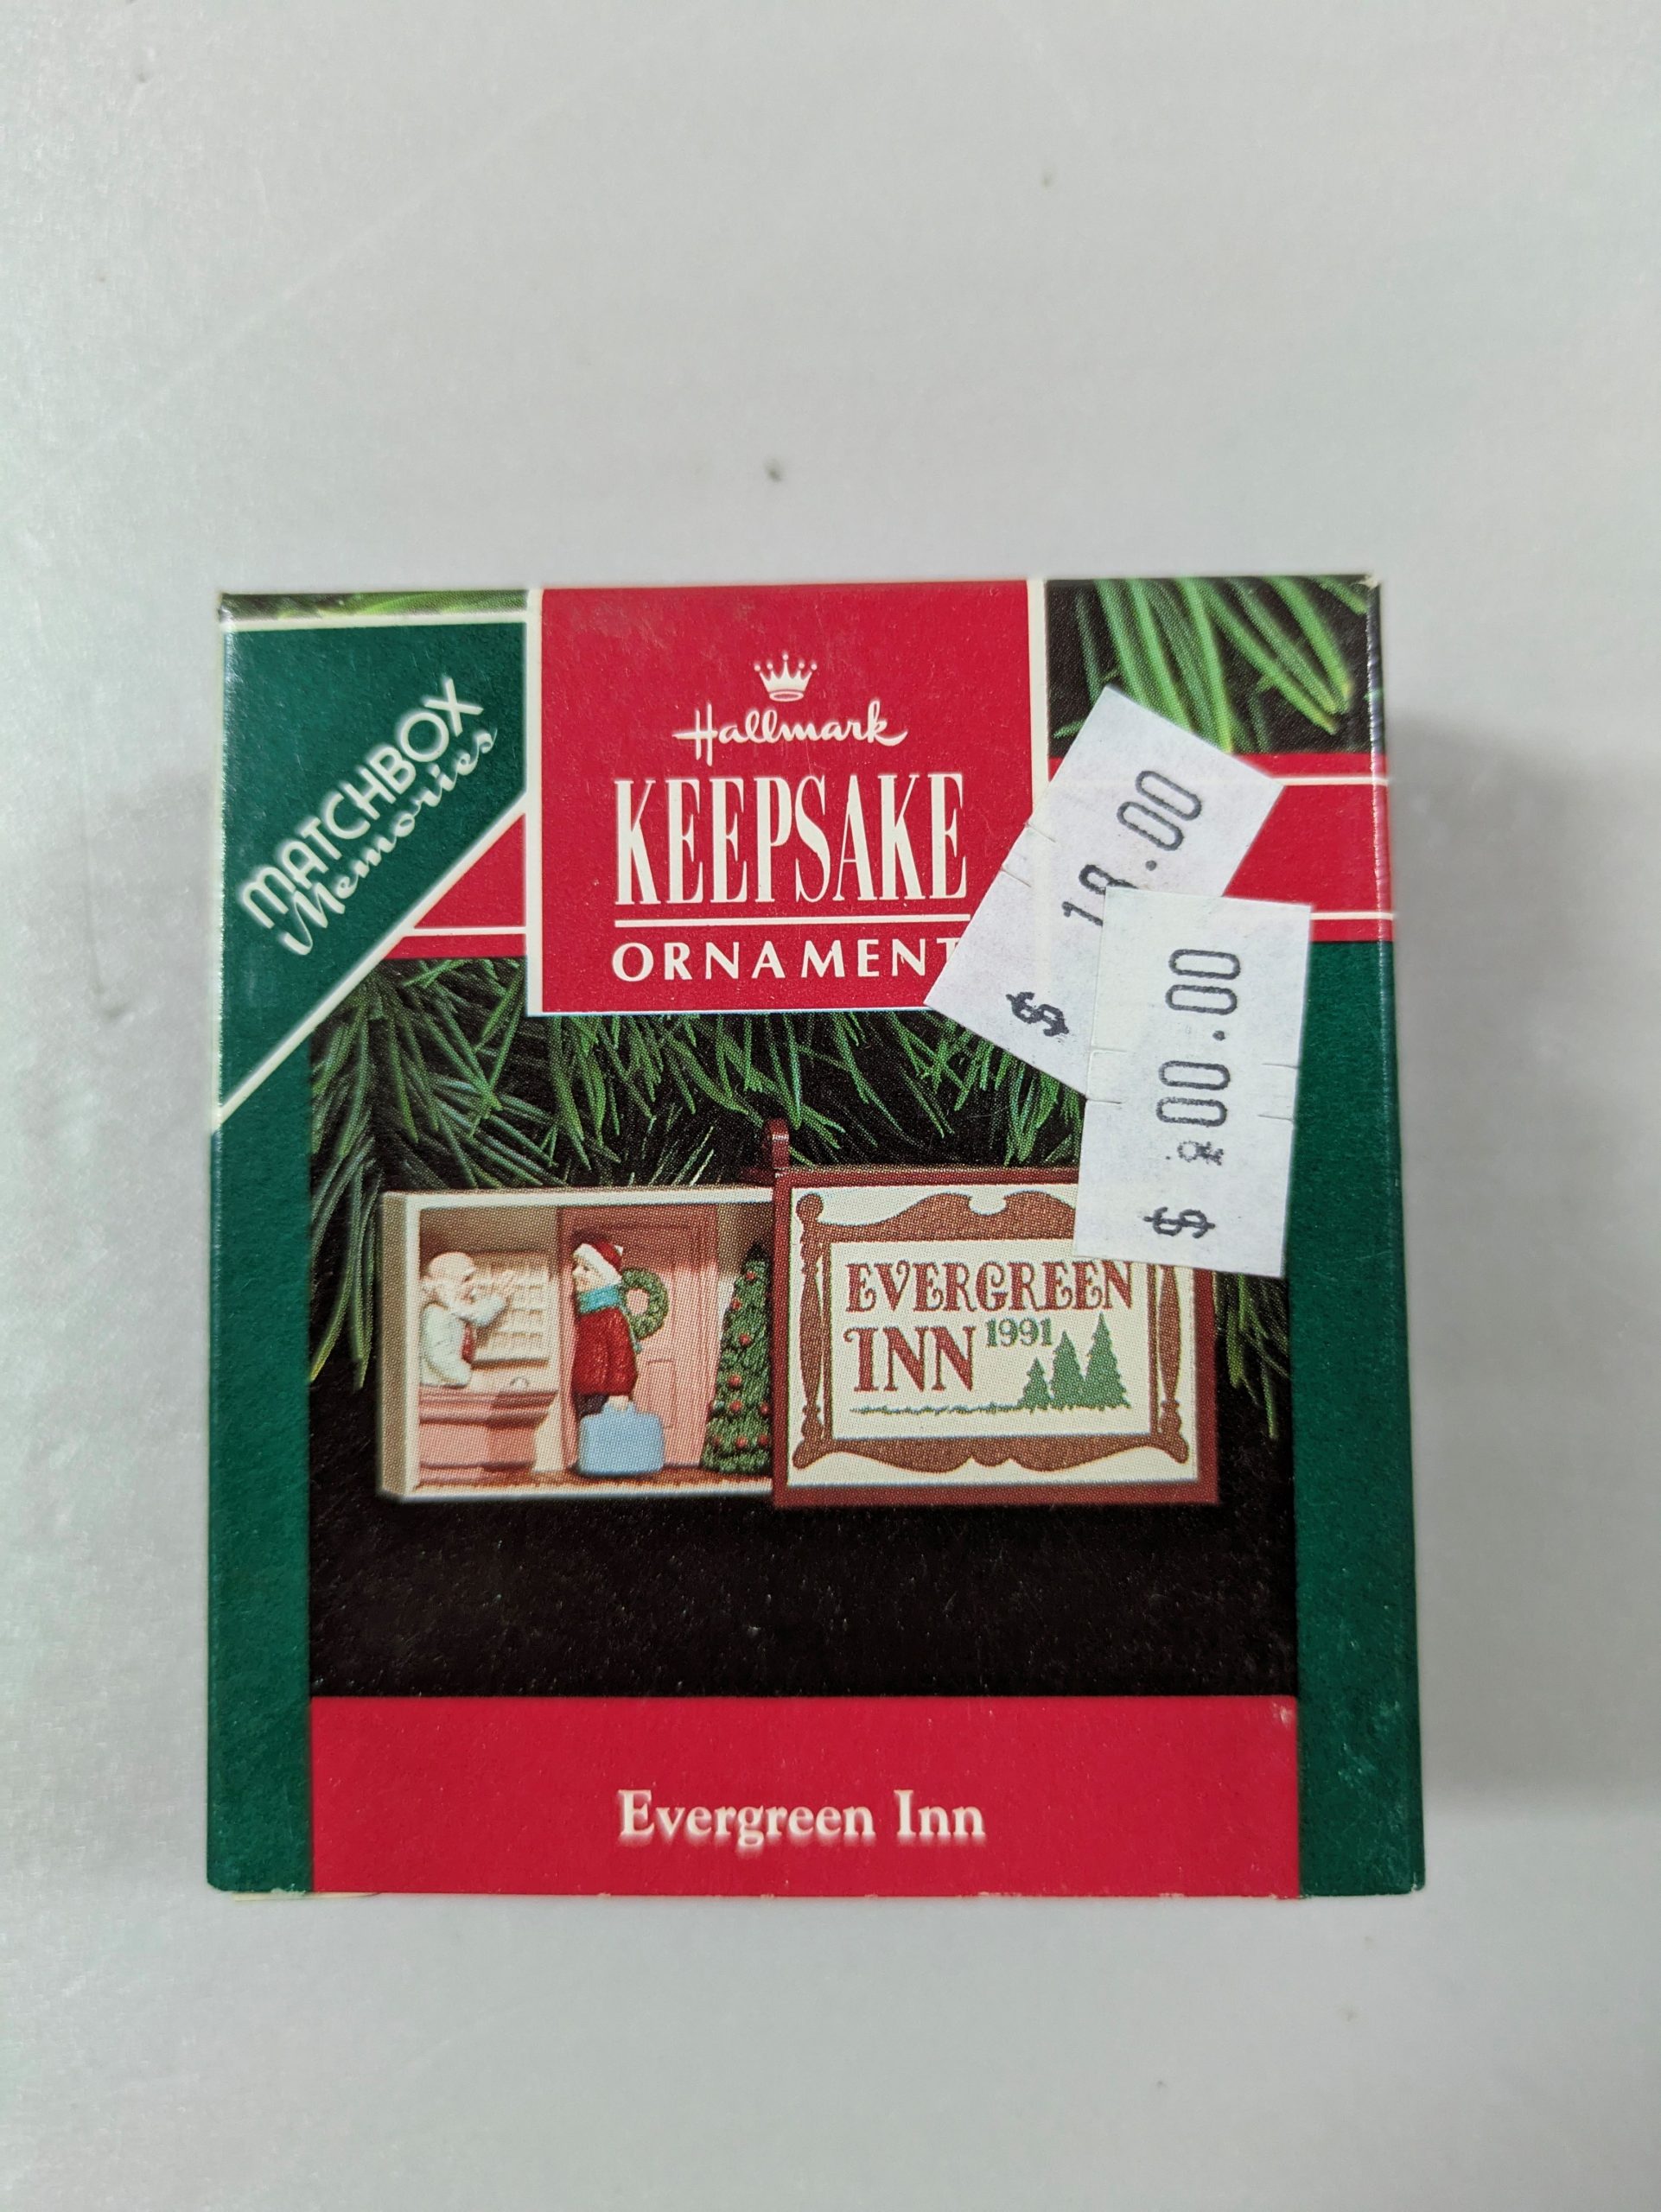 MATCHBOX
Memories
Hallmark
KEEPSAKE
ORNAMENT
$ 18.00
$ 00.00
EVERGREEN
INN 1991
Evergreen Inn